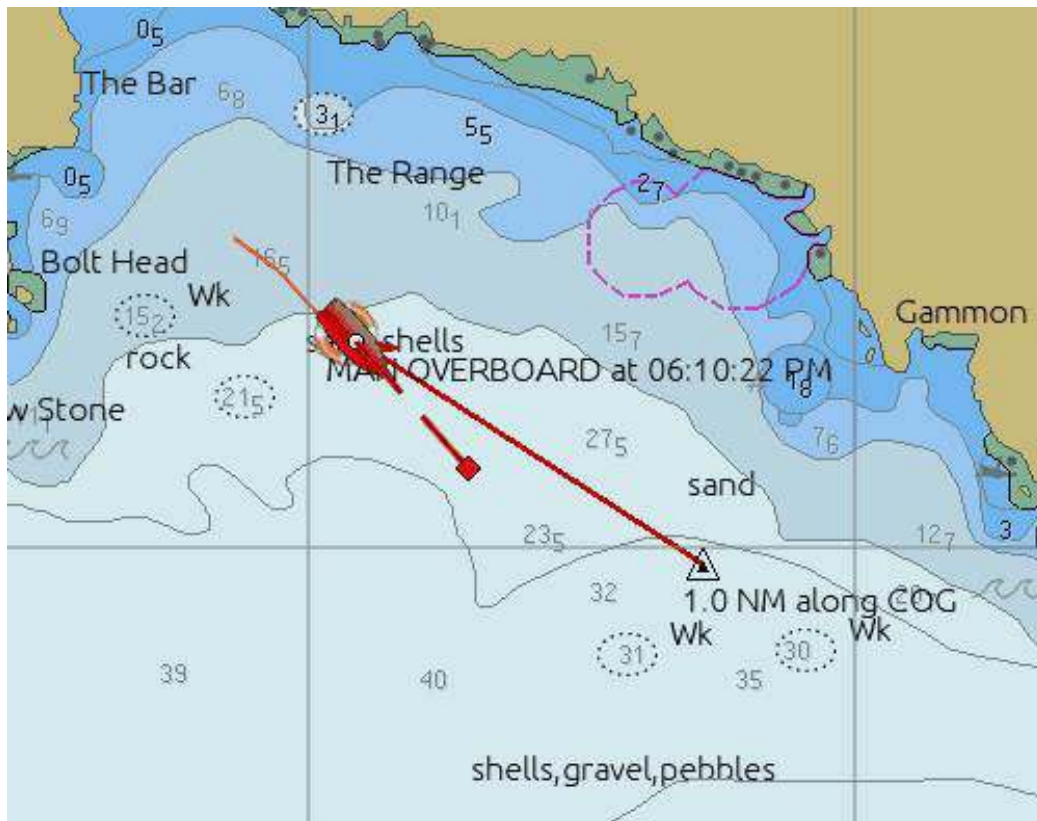 0₅
The Bar
6₈
3₁
5₅
The Range
0₅
2₇
6₉
10₁
16₅
Bolt Head
Wk
15₂
Gammon
15₇
shells
rock
MAN OVERBOARD at 06:10:22 PM
1₈
21₅
w Stone
27₅
7₆
sand
23₅
12₇
3
32
1.0 NM along COG
Wk
Wk
31
30
39
40
35
shells,gravel,pebbles